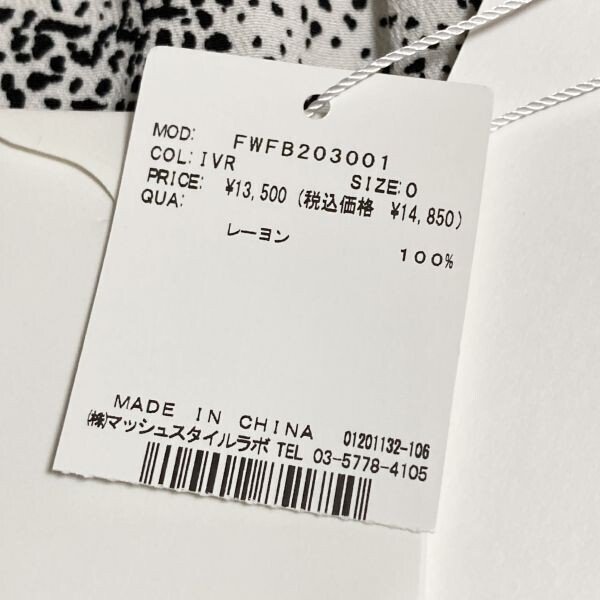 MOD: FWFB203001
COL:IVR SIZE:0
PRICE: ¥13,500 (税込価格 ¥14,850)
QUA:
レーヨン 100%
MADE IN CHINA 01201132-106
(株)マッシュスタイルラボ TEL 03-5778-4105